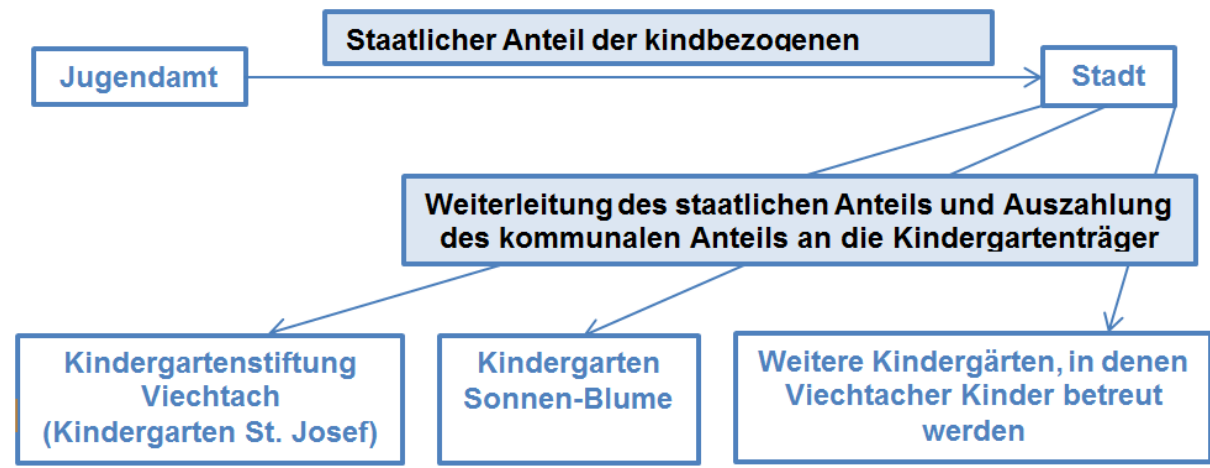 Staatlicher Anteil der kindbezogenen
Jugendamt
Stadt
Weiterleitung des staatlichen Anteils und Auszahlung
des kommunalen Anteils an die Kindergartenträger
Kindergartenstiftung
Viechtach
(Kindergarten St. Josef)
Kindergarten
Sonnen-Blume
Weitere Kindergärten, in denen
Viechtacher Kinder betreut
werden